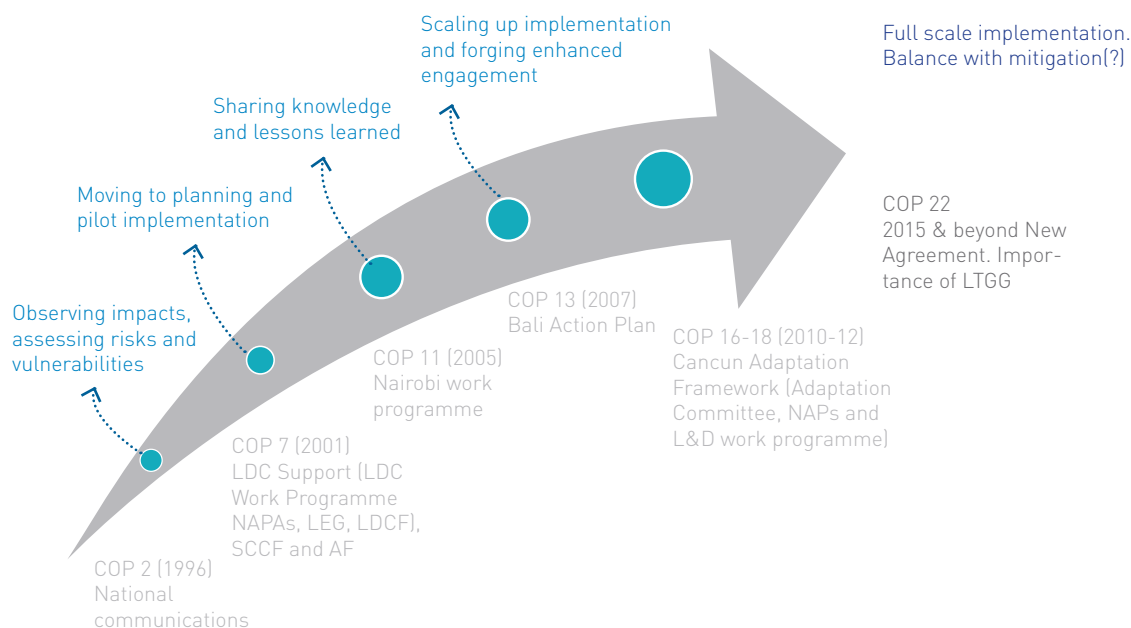 Scaling up implementation
and forging enhanced
engagement
Full scale implementation.
Balance with mitigation(?)
Sharing knowledge
and lessons learned
Moving to planning and
pilot implementation
Observing impacts,
assessing risks and
vulnerabilities
COP 22
2015 & beyond New
Agreement. Impor-
tance of LTGG
COP 13 (2007)
Bali Action Plan
COP 16-18 (2010-12)
Cancun Adaptation
Framework (Adaptation
Committee, NAPs and
L&D work programme)
COP 11 (2005)
Nairobi work
programme
COP 7 (2001)
LDC Support (LDC
Work Programme
NAPAs, LEG, LDCF),
SCCF and AF
COP 2 (1996)
National
communications